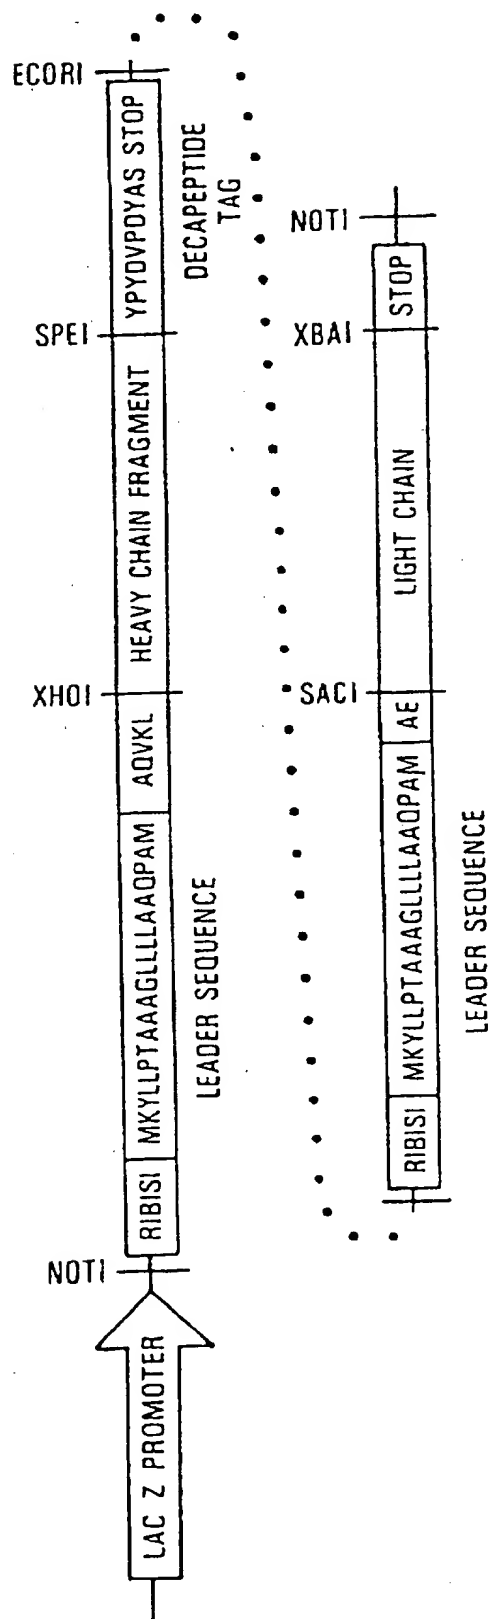 LAC Z PROMOTER
NOTI
RIBISI
MKYLLPTAAAGLLLLAAQPAM
LEADER SEQUENCE
AQVKL
XHOI
HEAVY CHAIN FRAGMENT
SPEI
YPYDVPDYAS STOP
DECAPEPTIDE
TAG
ECORI
RIBISI
MKYLLPTAAAGLLLLAAQPAM
LEADER SEQUENCE
AE
SACI
LIGHT CHAIN
XBAI
STOP
NOTI